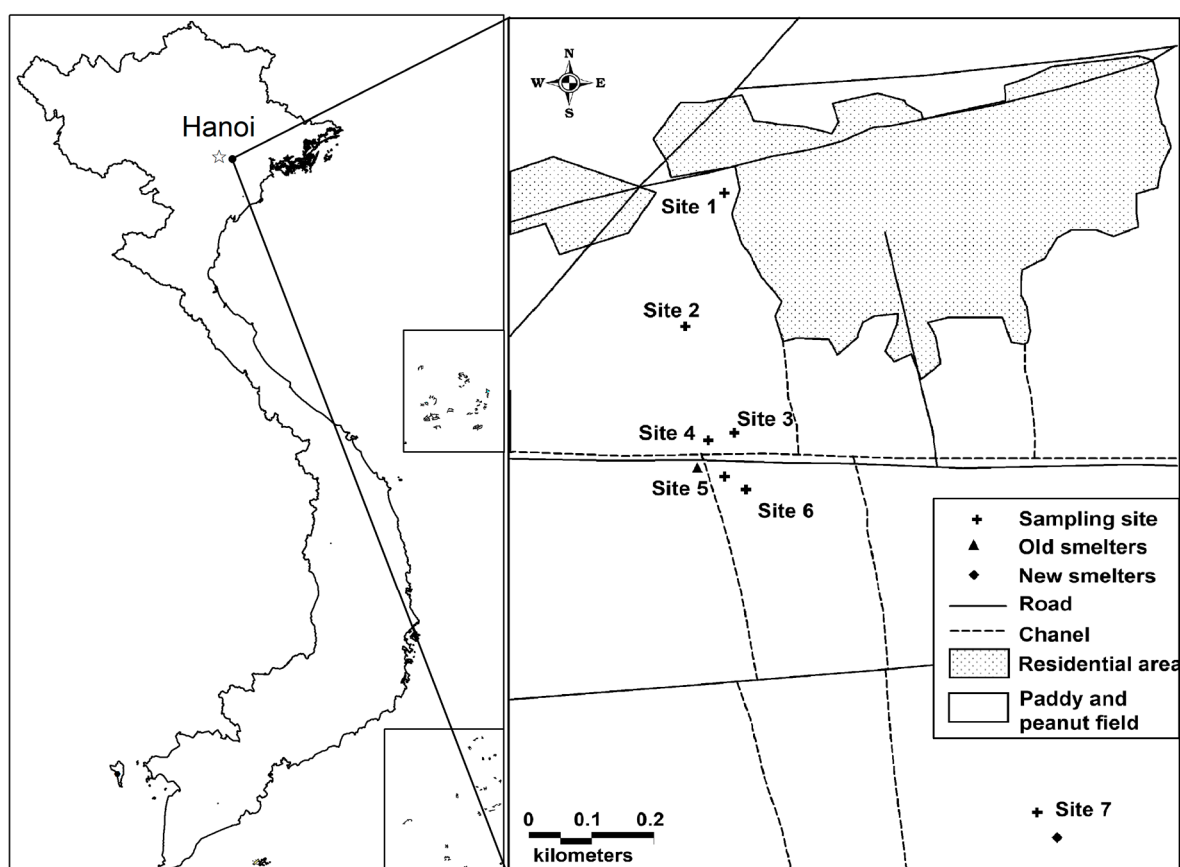 Hanoi
N
W E
S
Site 1
Site 2
Site 3
Site 4
Site 5
Site 6
Sampling site
Old smelters
New smelters
Road
Chanel
Residential area
Paddy and
peanut field
Site 7
0 0.1 0.2
kilometers